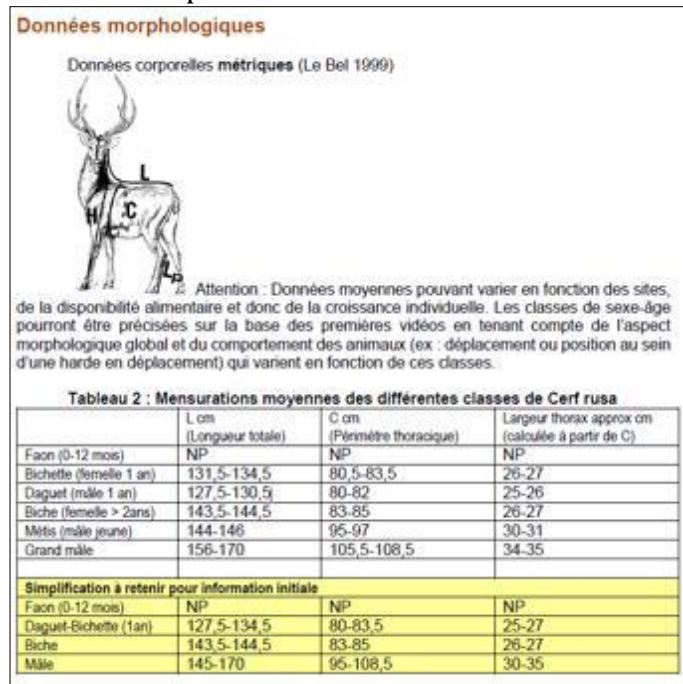 Données morphologiques
Données corporelles métriques (Le Bel 1999)
L
H C
Lp
Attention : Données moyennes pouvant varier en fonction des sites,
de la disponibilité alimentaire et donc de la croissance individuelle. Les classes de sexe-âge
pourront être précisées sur la base des premières vidéos en tenant compte de l'aspect
morphologique global et du comportement des animaux (ex : déplacement ou position au sein
d'une harde en déplacement) qui varient en fonction de ces classes.
Tableau 2 : Mensurations moyennes des différentes classes de Cerf rusa
L cm C cm Largeur thorax approx cm
(Longueur totale) (Périmètre thoracique) (calculée à partir de C)
Faon (0-12 mois) NP NP NP
Bichette (femelle 1 an) 131,5-134,5 80,5-83,5 26-27
Daguet (mâle 1 an) 127,5-130,5 80-82 25-26
Biche (femelle > 2ans) 143,5-144,5 83-85 26-27
Métis (mâle jeune) 144-146 95-97 30-31
Grand mâle 156-170 105,5-108,5 34-35
Simplification à retenir pour information initiale
Faon (0-12 mois) NP NP NP
Daguet-Bichette (1an) 127,5-134,5 80-83,5 25-27
Biche 143,5-144,5 83-85 26-27
Mâle 145-170 95-108,5 30-35